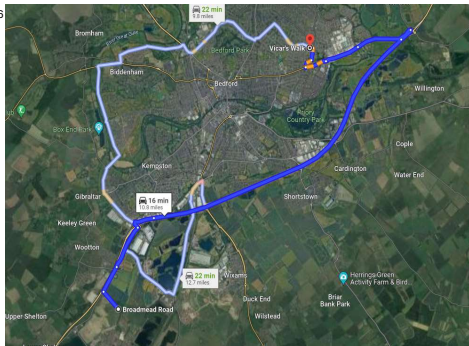 6
22 min
9.8 miles
Bromham
Vicar's Walk
Bedford Park
Biddenham
Bedford
Willington
Priory
Country Park
Box End Park
Cople
Kempston
Cardington
Water End
Gibraltar
16 min
10.8 miles
Shortstown
Keeley Green
Wootton
22 min
12.7 miles
Wixams
Herrings Green
Activity Farm & Bird
Duck End
Briar
Bank Park
Upper Shelton
Broadmead Road
Wilstead